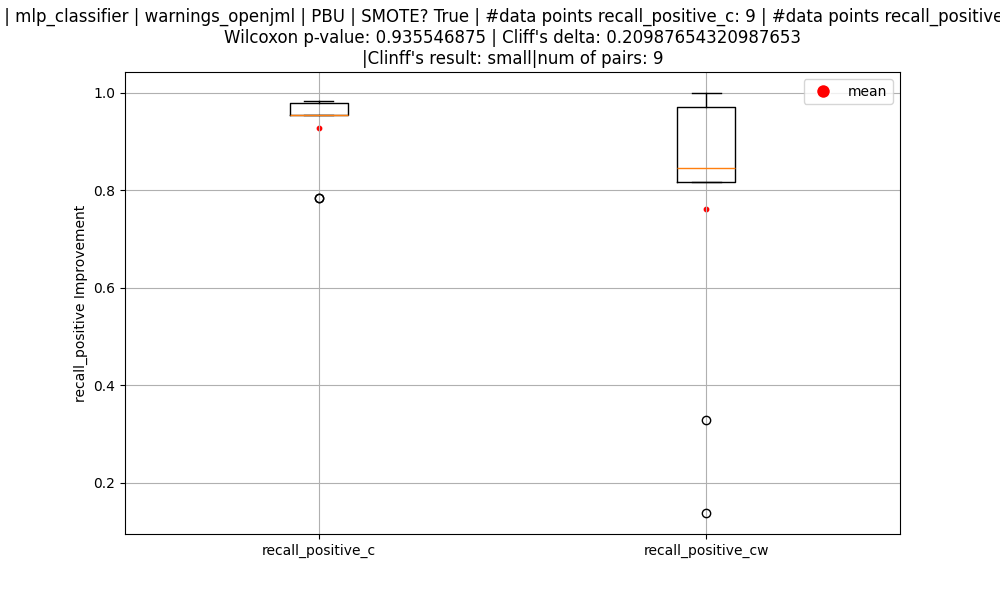 | mlp_classifier | warnings_openjml | PBU | SMOTE? True | #data points recall_positive_c: 9 | #data points recall_positive
Wilcoxon p-value: 0.935546875 | Cliff's delta: 0.20987654320987653
|Clinff's result: small|num of pairs: 9
mean
1.0
0.8
0.6
0.4
0.2
recall_positive Improvement
recall_positive_c
recall_positive_cw